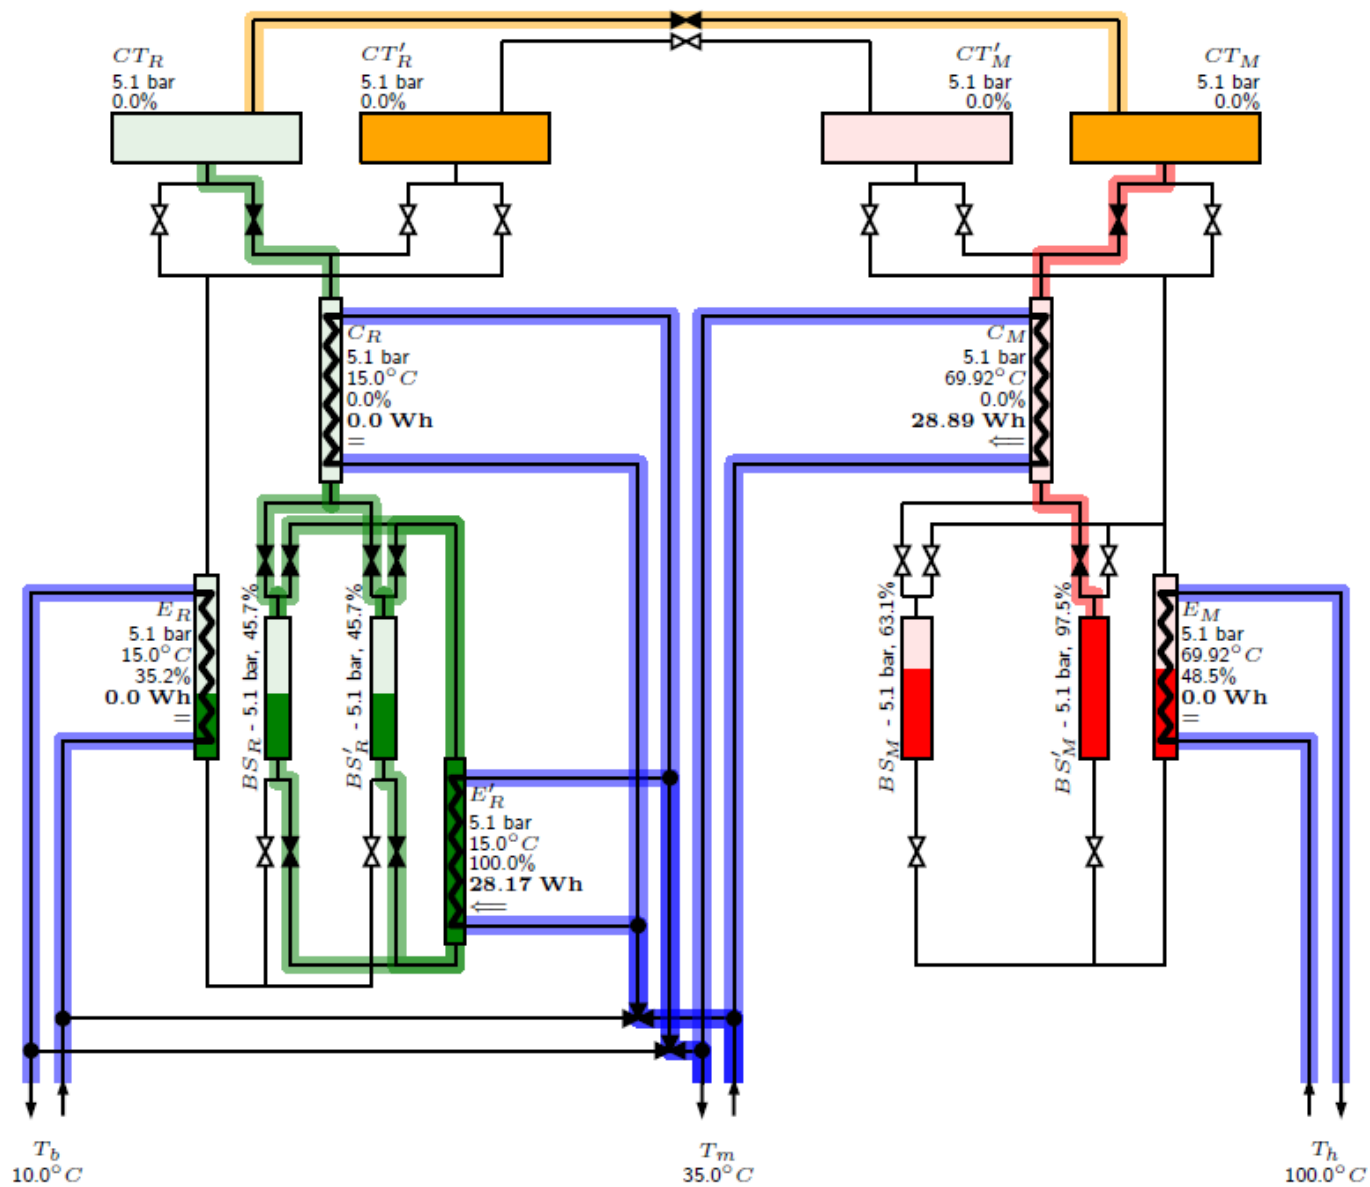 CT_R
5.1 bar
0.0%
CT'_R
5.1 bar
0.0%
CT'_M
5.1 bar
0.0%
CT_M
5.1 bar
0.0%
C_R
5.1 bar
15.0°C
0.0%
0.0 Wh
=
C_M
5.1 bar
69.92°C
0.0%
28.89 Wh
⇐
E_R
5.1 bar
15.0°C
35.2%
0.0 Wh
=
BS_R - 5.1 bar, 45.7%
BS'_R - 5.1 bar, 45.7%
E'_R
5.1 bar
15.0°C
100.0%
28.17 Wh
⇐
BS_M - 5.1 bar, 63.1%
BS'_M - 5.1 bar, 97.5%
E_M
5.1 bar
69.92°C
48.5%
0.0 Wh
=
T_b
10.0°C
T_m
35.0°C
T_h
100.0°C